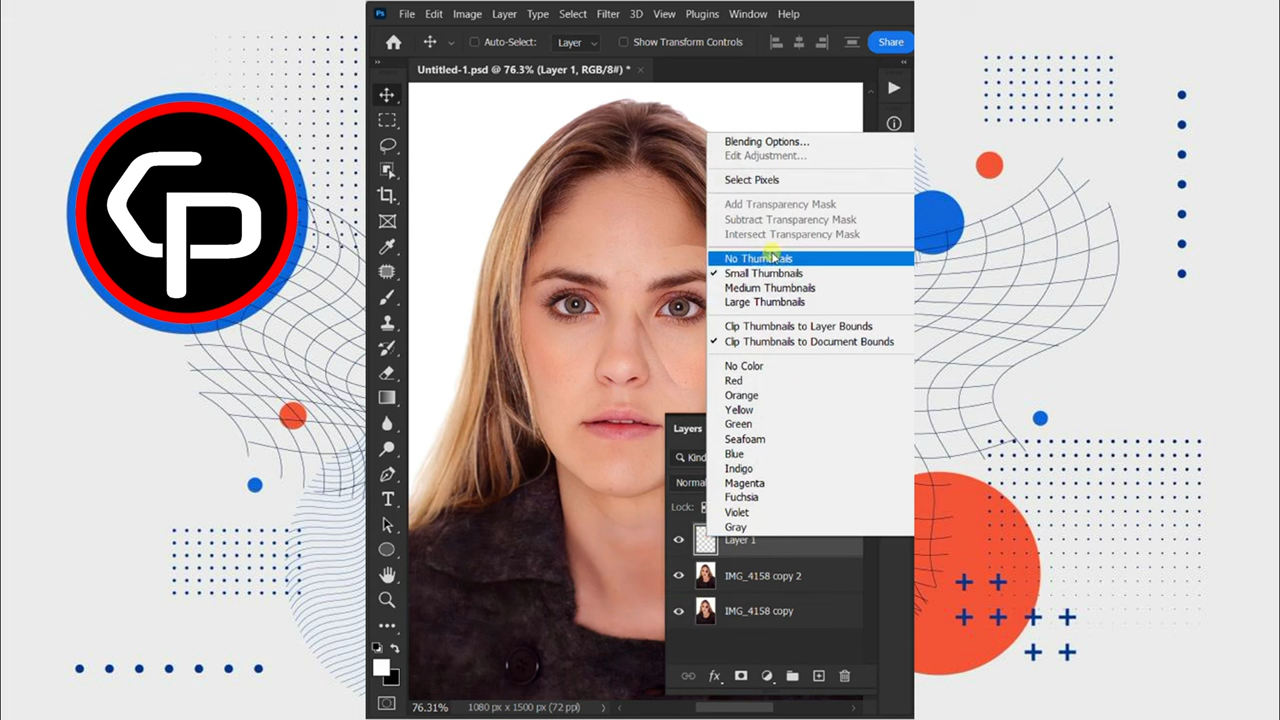 CP
Ps File Edit Image Layer Type Select Filter 3D View Plugins Window Help
Auto-Select: Layer Show Transform Controls Share
Untitled-1.psd @ 76.3% (Layer 1, RGB/8#) *
Blending Options...
Edit Adjustment...
Select Pixels
Add Transparency Mask
Subtract Transparency Mask
Intersect Transparency Mask
No Thumbnails
Small Thumbnails
Medium Thumbnails
Large Thumbnails
Clip Thumbnails to Layer Bounds
Clip Thumbnails to Document Bounds
No Color
Red
Orange
Yellow
Green
Seafoam
Blue
Indigo
Magenta
Fuchsia
Violet
Gray
Layers
Kind
Normal
Lock:
Layer 1
IMG_4158 copy 2
IMG_4158 copy
fx
76.31% 1080 px x 1500 px (72 ppi)